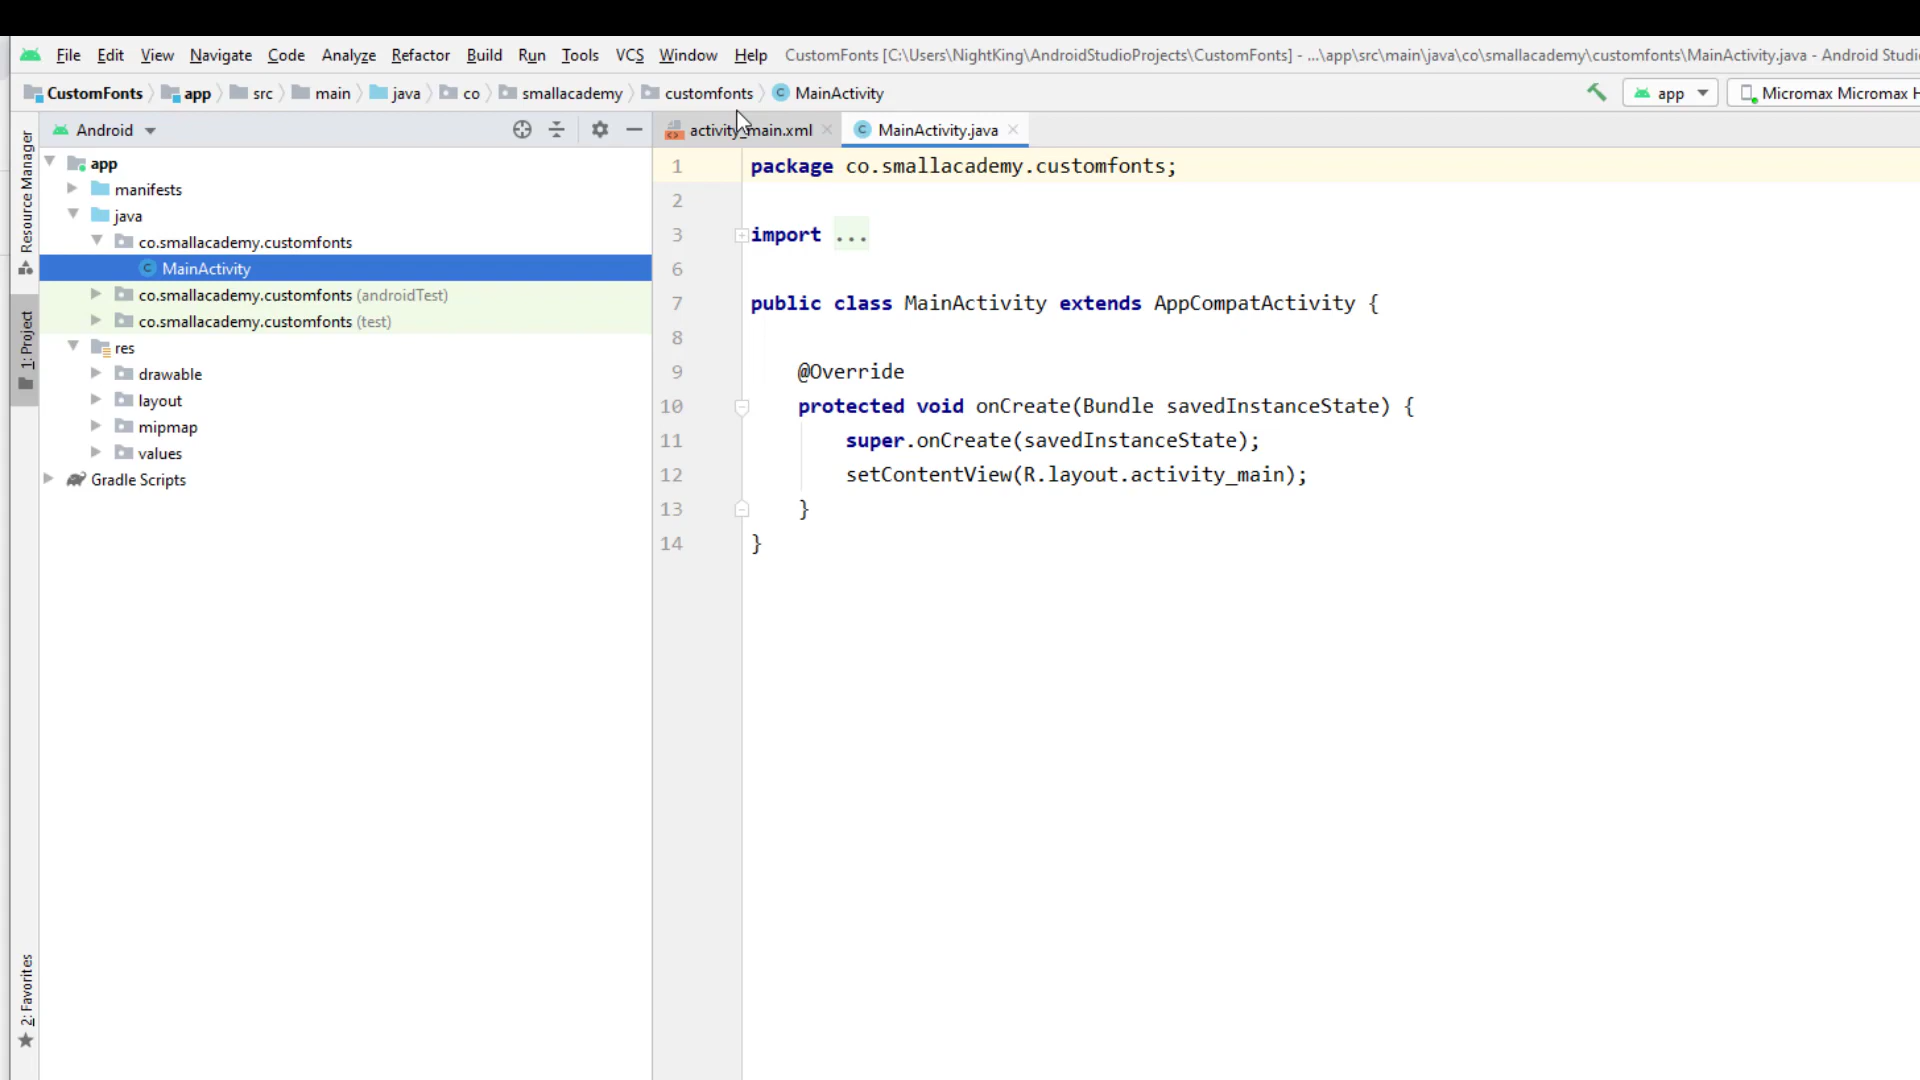 File Edit View Navigate Code Analyze Refactor Build Run Tools VCS Window Help CustomFonts [C:\Users\NightKing\AndroidStudioProjects\CustomFonts] - ...\app\src\main\java\co\smallacademy\customfonts\MainActivity.java - Android Studi
CustomFonts app src main java co smallacademy customfonts MainActivity app Micromax Micromax H
Android activity_main.xml MainActivity.java
Resource Manager
1: Project
2: Favorites
app
manifests
java
co.smallacademy.customfonts
MainActivity
co.smallacademy.customfonts (androidTest)
co.smallacademy.customfonts (test)
res
drawable
layout
mipmap
values
Gradle Scripts
1 package co.smallacademy.customfonts;
2
3 import ...
6
7 public class MainActivity extends AppCompatActivity {
8
9 @Override
10 protected void onCreate(Bundle savedInstanceState) {
11 super.onCreate(savedInstanceState);
12 setContentView(R.layout.activity_main);
13 }
14 }